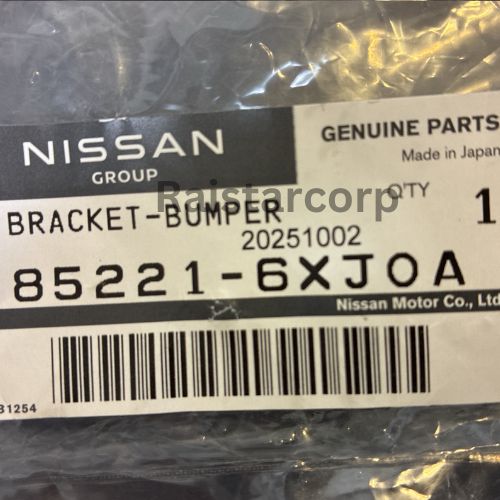 NISSAN
GROUP
GENUINE PARTS
Made in Japan
Raistarcorp
BRACKET-BUMPER
Q'TY 1
20251002
85221-6XJ0A
Nissan Motor Co., Ltd
31254